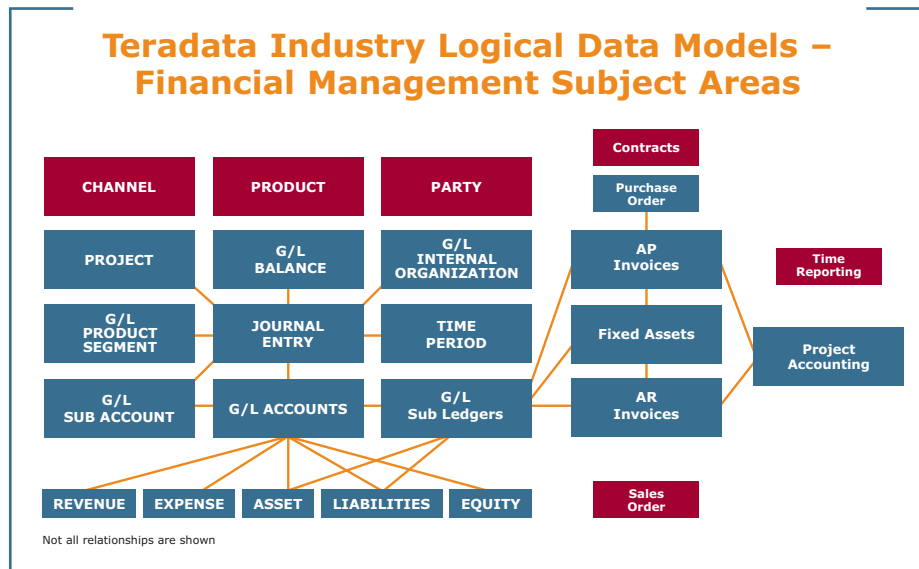 Teradata Industry Logical Data Models –
Financial Management Subject Areas
Contracts
CHANNEL
PRODUCT
PARTY
Purchase
Order
PROJECT
G/L
BALANCE
G/L
INTERNAL
ORGANIZATION
AP
Invoices
Time
Reporting
G/L
PRODUCT
SEGMENT
JOURNAL
ENTRY
TIME
PERIOD
Fixed Assets
Project
Accounting
G/L
SUB ACCOUNT
G/L ACCOUNTS
G/L
Sub Ledgers
AR
Invoices
REVENUE
EXPENSE
ASSET
LIABILITIES
EQUITY
Sales
Order
Not all relationships are shown